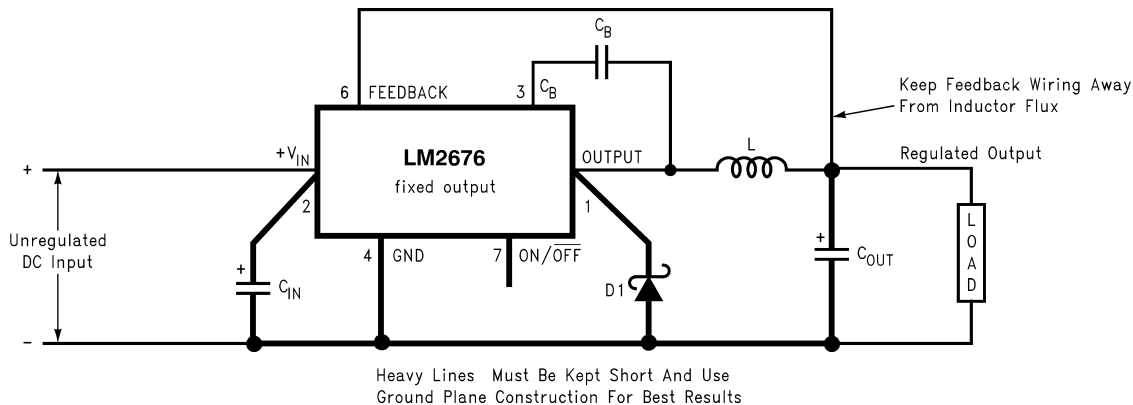 C_B
6 FEEDBACK
3 C_B
Keep Feedback Wiring Away
From Inductor Flux
+V_IN
LM2676
fixed output
OUTPUT
L
Regulated Output
+
2
1
Unregulated
DC Input
4 GND
7 ON/O̅F̅F̅
+
C_IN
D1
+
C_OUT
LOAD
-
Heavy Lines Must Be Kept Short And Use
Ground Plane Construction For Best Results